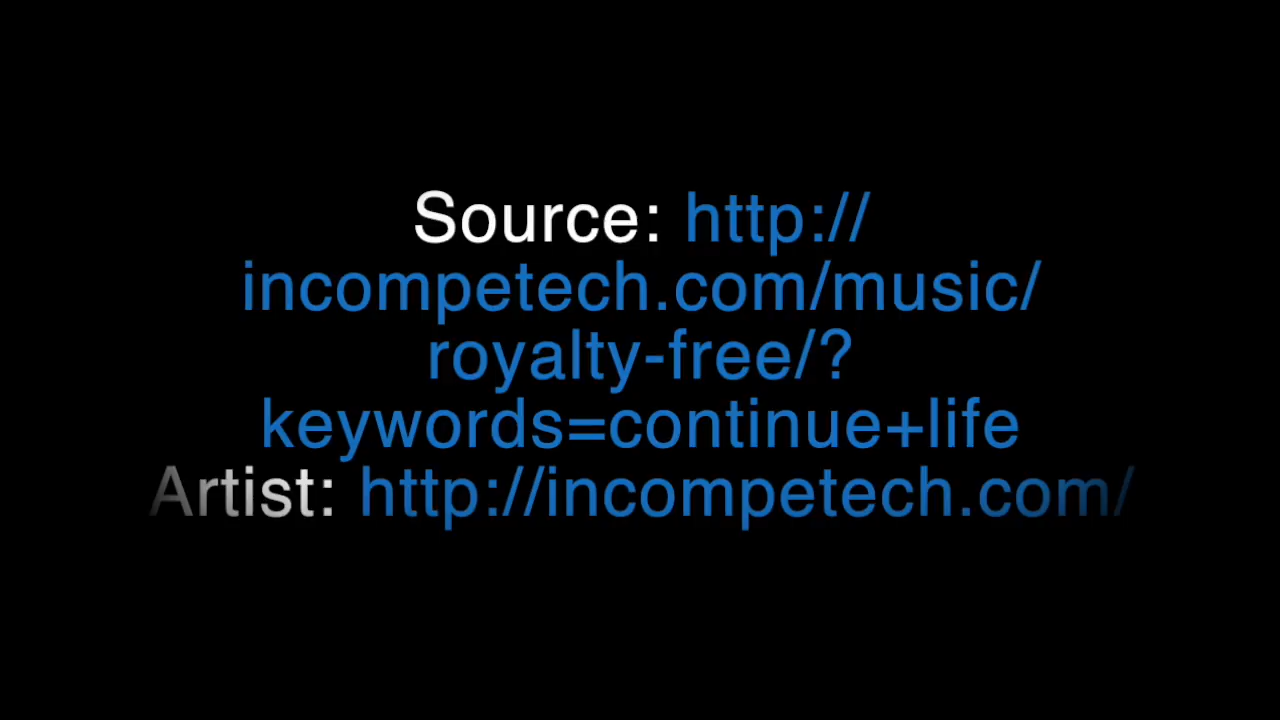 Source: http://
incompetech.com/music/
royalty-free/?
keywords=continue+life
Artist: http://incompetech.com/